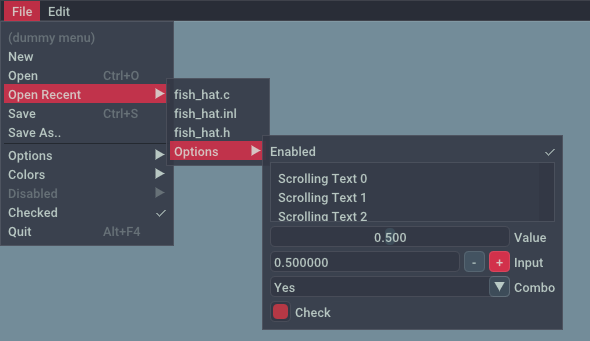 File Edit
(dummy menu)
New
Open Ctrl+O
Open Recent
Save Ctrl+S
Save As..
Options
Colors
Disabled
Checked
Quit Alt+F4
fish_hat.c
fish_hat.inl
fish_hat.h
Options
Enabled
Scrolling Text 0
Scrolling Text 1
Scrolling Text 2
0.500 Value
0.500000 - + Input
Yes Combo
Check